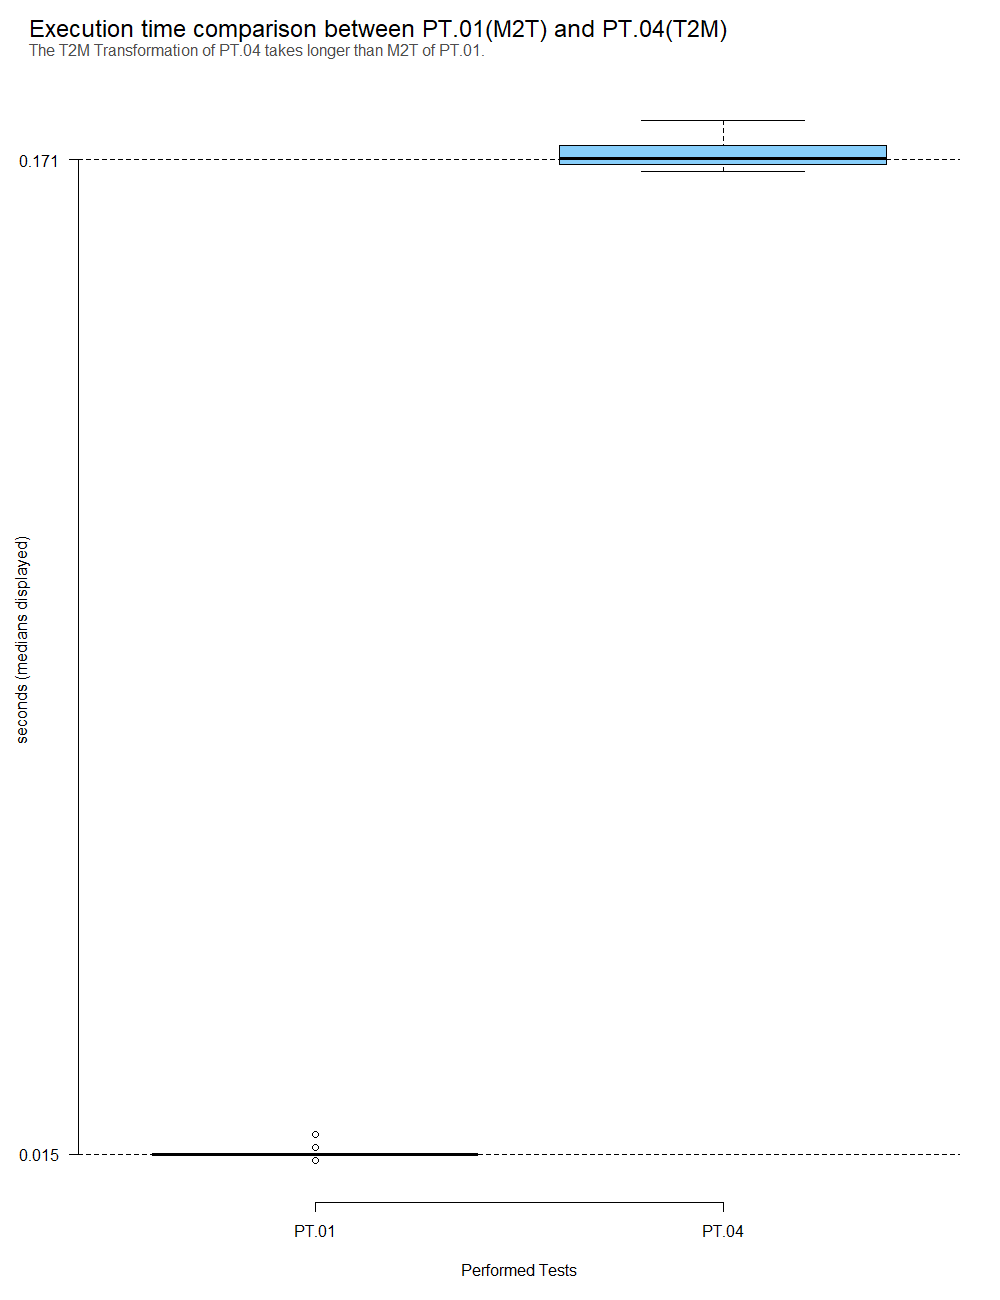 Execution time comparison between PT.01(M2T) and PT.04(T2M)
The T2M Transformation of PT.04 takes longer than M2T of PT.01.
0.171
seconds (medians displayed)
0.015
PT.01
PT.04
Performed Tests